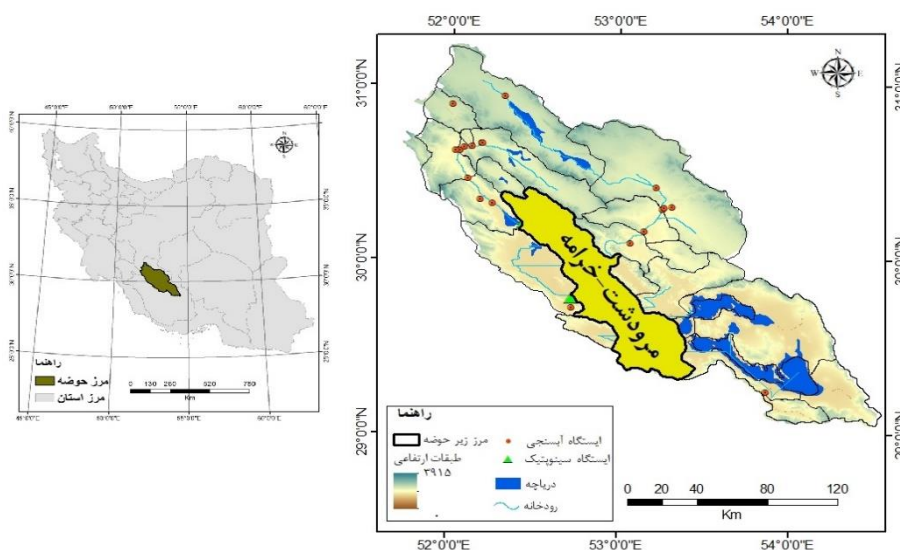 52°0'0"E 53°0'0"E 54°0'0"E
N
W E
S
31°0'0"N
30°0'0"N
29°0'0"N
مرودشت_خرامه
راهنما
مرز زیر حوضه
طبقات ارتفاعی
۳۹۱۵
۰
ایستگاه آبسنجی
ایستگاه سینوپتیک
دریاچه
رودخانه
0 20 40 80 120
Km
52°0'0"E 53°0'0"E 54°0'0"E
راهنما
مرز حوضه
مرز استان
0 130 260 520 780
Km